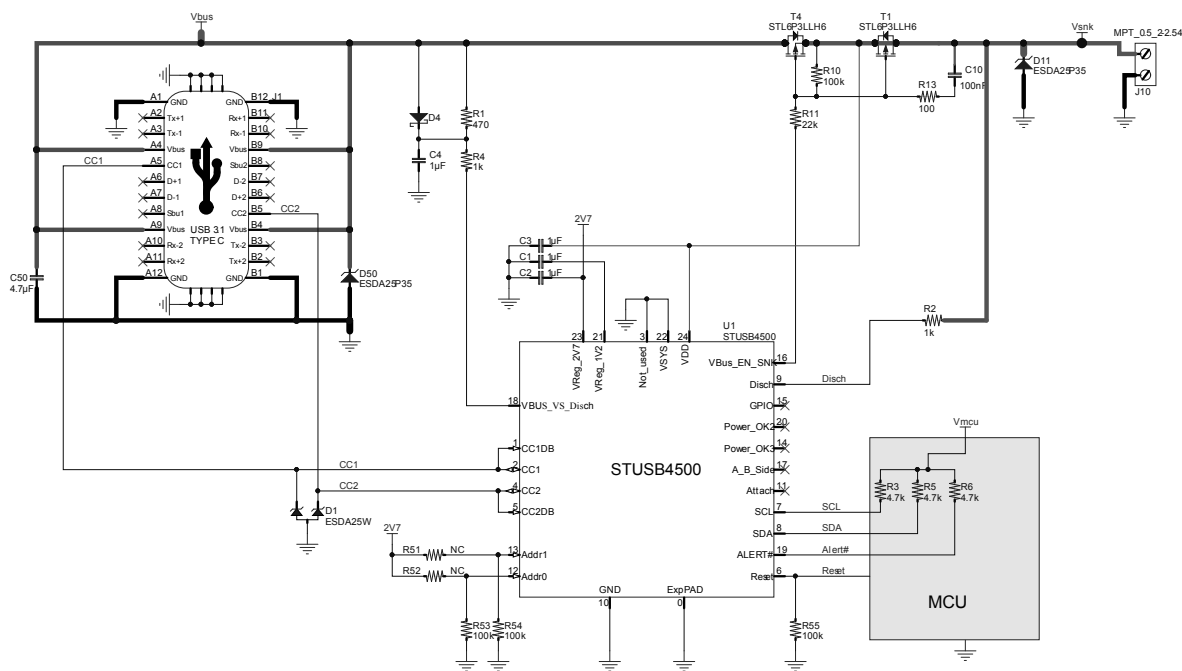 Vbus
T4
STL6P3LLH6
T1
STL6P3LLH6
Vsnk
MPT_0.5_2-2.54
J10
R10
100k
C10
100nF
D11
ESDA25P35
R13
100
R11
22k
A1 GND GND B12 J1
A2 Tx+1 Rx+1 B11
A3 Tx-1 Rx-1 B10
A4 Vbus Vbus B9
A5 CC1 Sbu2 B8
A6 D+1 D-2 B7
A7 D-1 D+2 B6
A8 Sbu1 CC2 B5
A9 Vbus Vbus B4
A10 Rx-2 Tx-2 B3
A11 Rx+2 Tx+2 B2
A12 GND GND B1
USB 3.1
TYPE C
CC1
CC2
D4
R1
470
C4
1µF
R4
1k
C50
4.7µF
D50
ESDA25P35
2V7
C3 1uF
C1 1uF
C2 1uF
R2
1k
U1
STUSB4500
23 VReg_2V7
21 VReg_1V2
3 Not_used
22 VSYS
24 VDD
VBus_EN_SNK 16
Disch 9 Disch
18 VBUS_VS_Disch
GPIO 15
Power_OK2 20
1 CC1DB
Power_OK3 14
CC1 2 CC1
A_B_Side 17
STUSB4500
CC2 4 CC2
Attach 11
5 CC2DB
SCL 7 SCL
SDA 8 SDA
D1
ESDA25W
2V7
R51 NC 13 Addr1
ALERT# 19 Alert#
R52 NC 12 Addr0
Reset 6 Reset
GND
10
ExpPAD
0
R53
100k
R54
100k
R55
100k
Vmcu
R3
4.7k
R5
4.7k
R6
4.7k
MCU